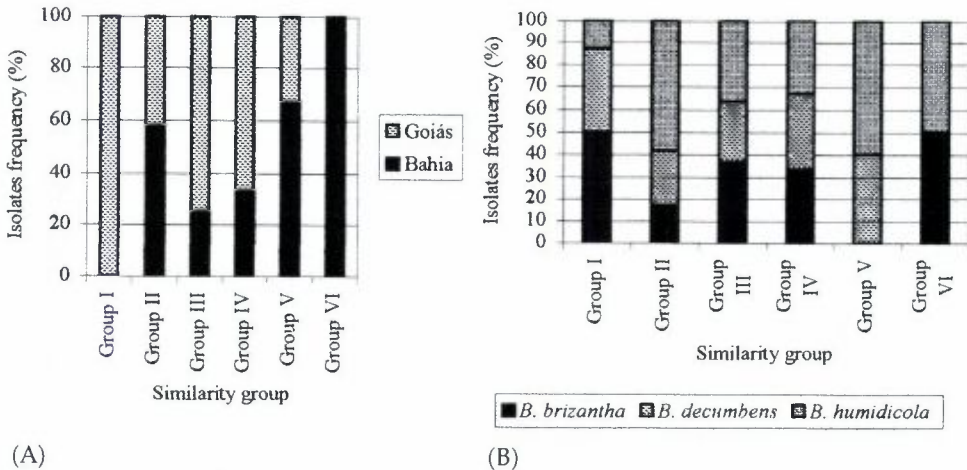 100
80
60
40
20
0
Isolates frequency (%)
Group I
Group II
Group III
Group IV
Group V
Group VI
Similarity group
Goiás
Bahia
(A)
100
90
80
70
60
50
40
30
20
10
0
Isolates frequency (%)
Group I
Group II
Group
III
Group
IV
Group V
Group
VI
Similarity group
B. brizantha B. decumbens B. humidicola
(B)